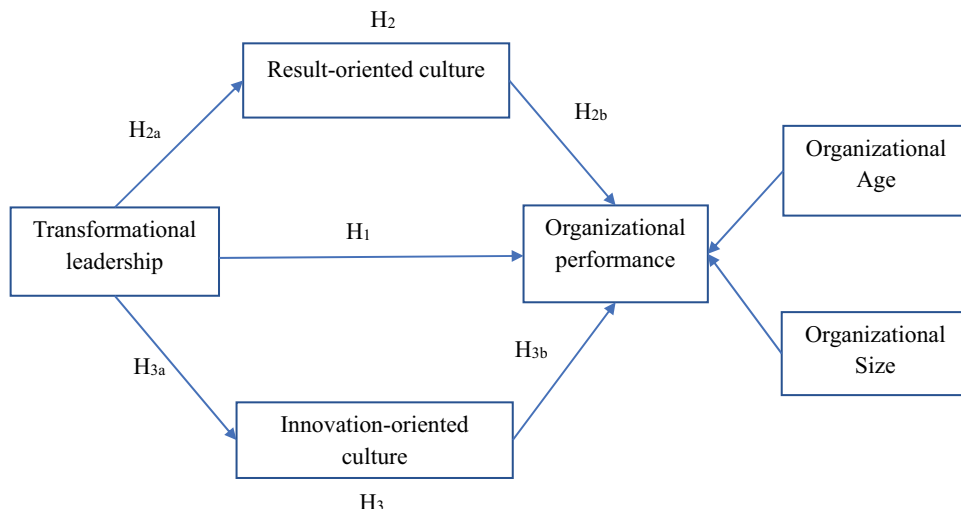 H2
Result-oriented culture
H2a
H2b
Organizational
Age
Transformational
leadership
H1
Organizational
performance
H3a
H3b
Organizational
Size
Innovation-oriented
culture
H3